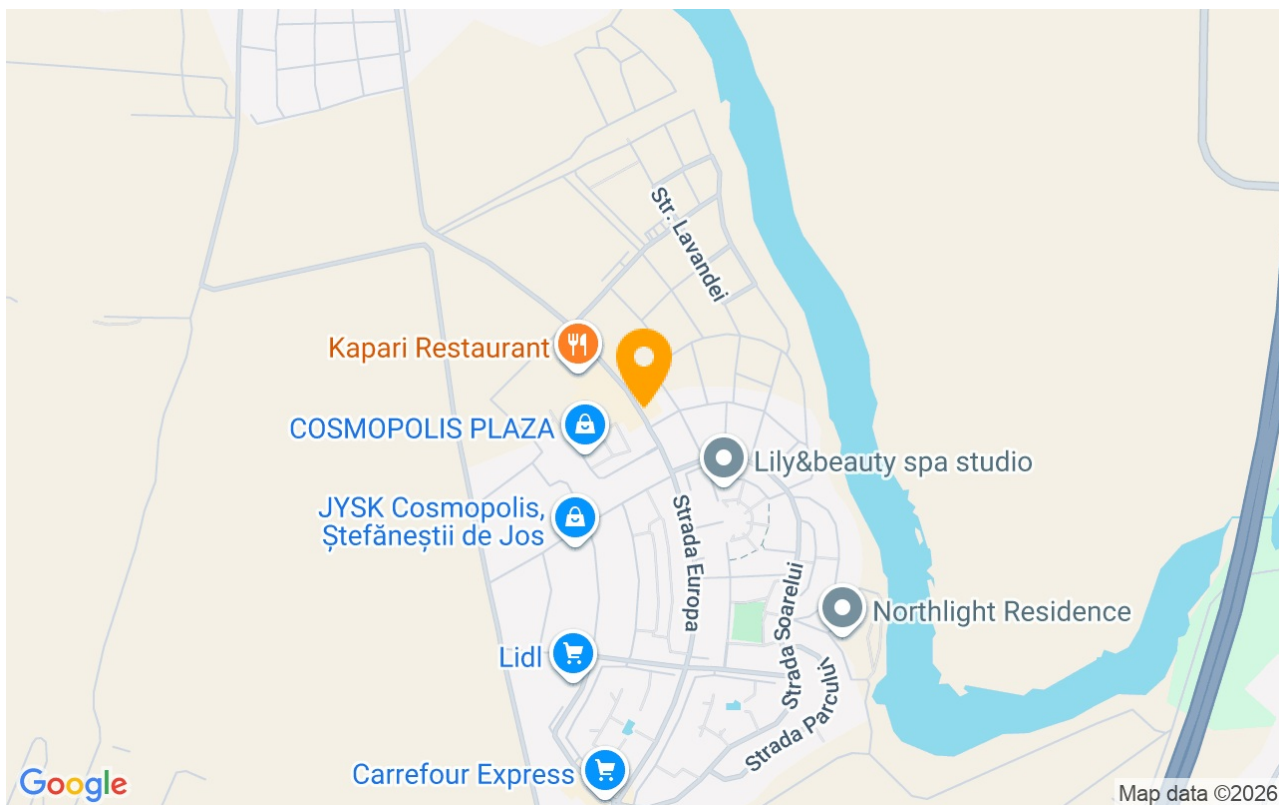 Str. Lavandei
Kapari Restaurant
COSMOPOLIS PLAZA
Lily&beauty spa studio
JYSK Cosmopolis,
Ștefăneștii de Jos
Strada Europa
Strada Soarelui
Northlight Residence
Lidl
Strada Parcului
Carrefour Express
Google
Map data ©2026